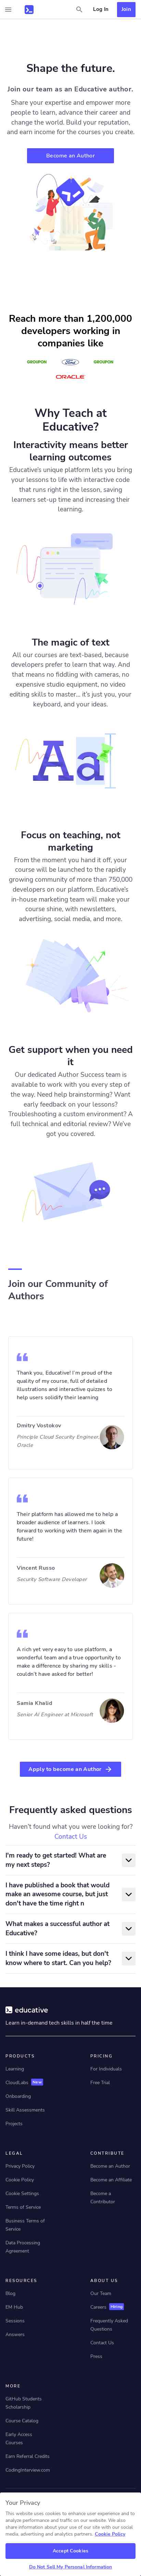 Log In
Join
Shape the future.
Join our team as an Educative author.
Share your expertise and empower more
people to learn, advance their career and
change the world. Build your reputation,
and earn income for the courses you create.
Become an Author
Reach more than 1,200,000
developers working in
companies like
GROUPON
Ford
GROUPON
ORACLE
Why Teach at
Educative?
Interactivity means better
learning outcomes
Educative's unique platform lets you bring
your lessons to life with interactive content
that runs right in the lesson, saving
learners set-up time and increasing their
learning.
The magic of text
All our courses are text-based, because
developers prefer to learn that way. And that
means no fiddling with camera angles, no
expensive studio equipment, no video
editing skills to master... it's just you, your
keyboard, and your ideas.
Aa
Focus on teaching, not
marketing
From the moment you hand it off, your
course will be launched to the rapidly
growing community of more than 750,000
developers on our platform. Educative's
in-house marketing team will make your
course shine, with newsletters,
advertising, social media, and more.
Get support when you need
it
Our dedicated Author Success team is
available to work with you every step of
the way. Need help brainstorming? Want
early feedback on your lessons?
Troubleshooting a custom environment? A
full technical and editorial review? We've
got you covered.
Join our Community of
Authors
Thank you, Educative! I'm proud of the
quality of my course, full of detailed
illustrations and interactive quizzes to
help users solidify their learning
Dmitry Vostokov
Principle Cloud Security Engineer
Oracle
Their platform has allowed me to help a
broader audience of learners. I look
forward to working with them again in the
future!
Vincent Russo
Security Software Developer
A rich yet very easy to use platform, a
wonderful team and a true opportunity to
make a difference by sharing my skills -
couldn't have asked for better!
Samia Khalid
Senior AI Engineer at Microsoft
Apply to become an Author
Frequently asked questions
Haven't found what you were looking for?
Contact Us
I'm ready to get started! What are
my next steps?
I have published a book that would
make an awesome course, but just
don't have the time right n
What makes a successful author at
Educative?
I think I have some ideas, but don't
know where to start. Can you help?
educative
Learn in-demand tech skills in half the time
PRODUCTS
Learning
CloudLabs New
Onboarding
Skill Assessments
Projects
PRICING
For Individuals
Free Trial
LEGAL
Privacy Policy
Cookie Policy
Cookie Settings
Terms of Service
Business Terms of
Service
Data Processing
Agreement
CONTRIBUTE
Become an Author
Become an Affiliate
Become a
Contributor
RESOURCES
Blog
EM Hub
Sessions
Answers
ABOUT US
Our Team
Careers Hiring
Frequently Asked
Questions
Contact Us
Press
MORE
GitHub Students
Scholarship
Course Catalog
Early Access
Courses
Earn Referral Credits
CodingInterview.com
Your Privacy
This website uses cookies to understand and enhance
user experience, to analyze performance and traffic on
our website, and to share information about your use of
our site with our social media, marketing, advertising,
and analytics partners. Cookie Policy
Accept Cookies
Do Not Sell My Personal Information